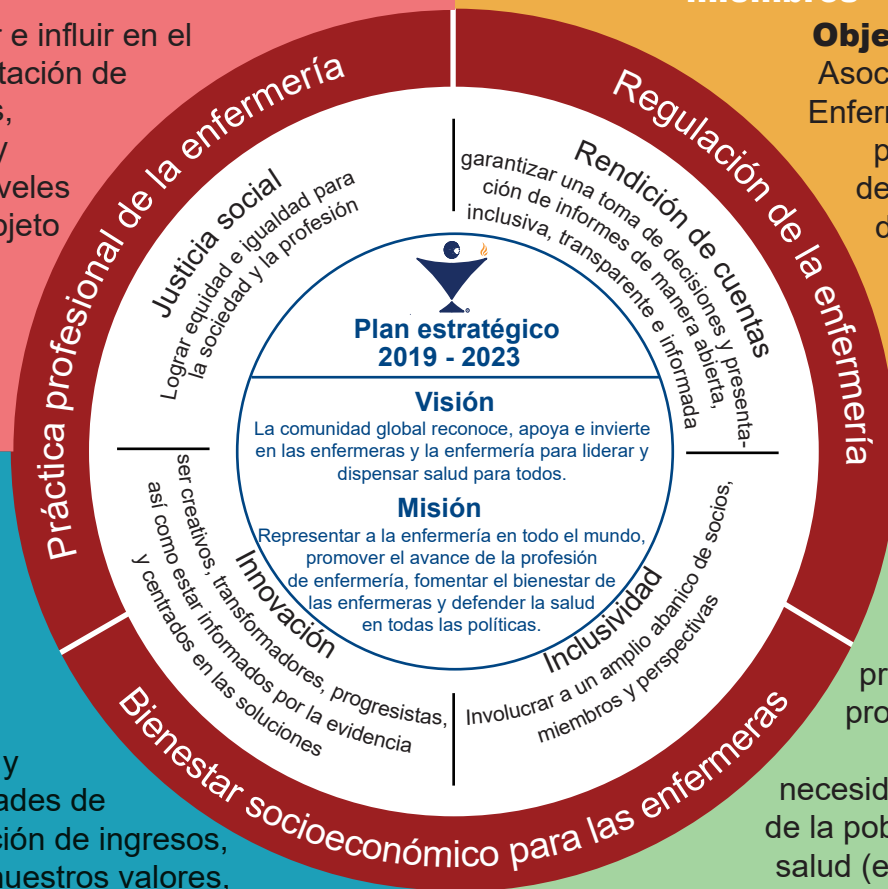 r e influir en el
tación de
s,
y
veles
ojeto
Obje
Asoc
Enferm
p
de
d
Práctica profesional de la enfermería
Regulación de la enfermería
Bienestar socioeconómico para las enfermeras
Justicia social
Lograr equidad e igualdad para
la sociedad y la profesión
Rendición de cuentas
garantizar una toma de decisiones y presenta-
ción de informes de manera abierta,
inclusiva, transparente e informada
Plan estratégico
2019 - 2023
Visión
La comunidad global reconoce, apoya e invierte
en las enfermeras y la enfermería para liderar y
dispensar salud para todos.
Misión
Representar a la enfermería en todo el mundo,
promover el avance de la profesión
de enfermería, fomentar el bienestar de
las enfermeras y defender la salud
en todas las políticas.
Innovación
ser creativos, transformadores, progresistas,
así como estar informados por la evidencia
y centrados en las soluciones
Inclusividad
Involucrar a un amplio abanico de socios,
miembros y perspectivas
y
ades de
ción de ingresos,
nuestros valores,
pr
pro
necesid
de la pob
salud (e